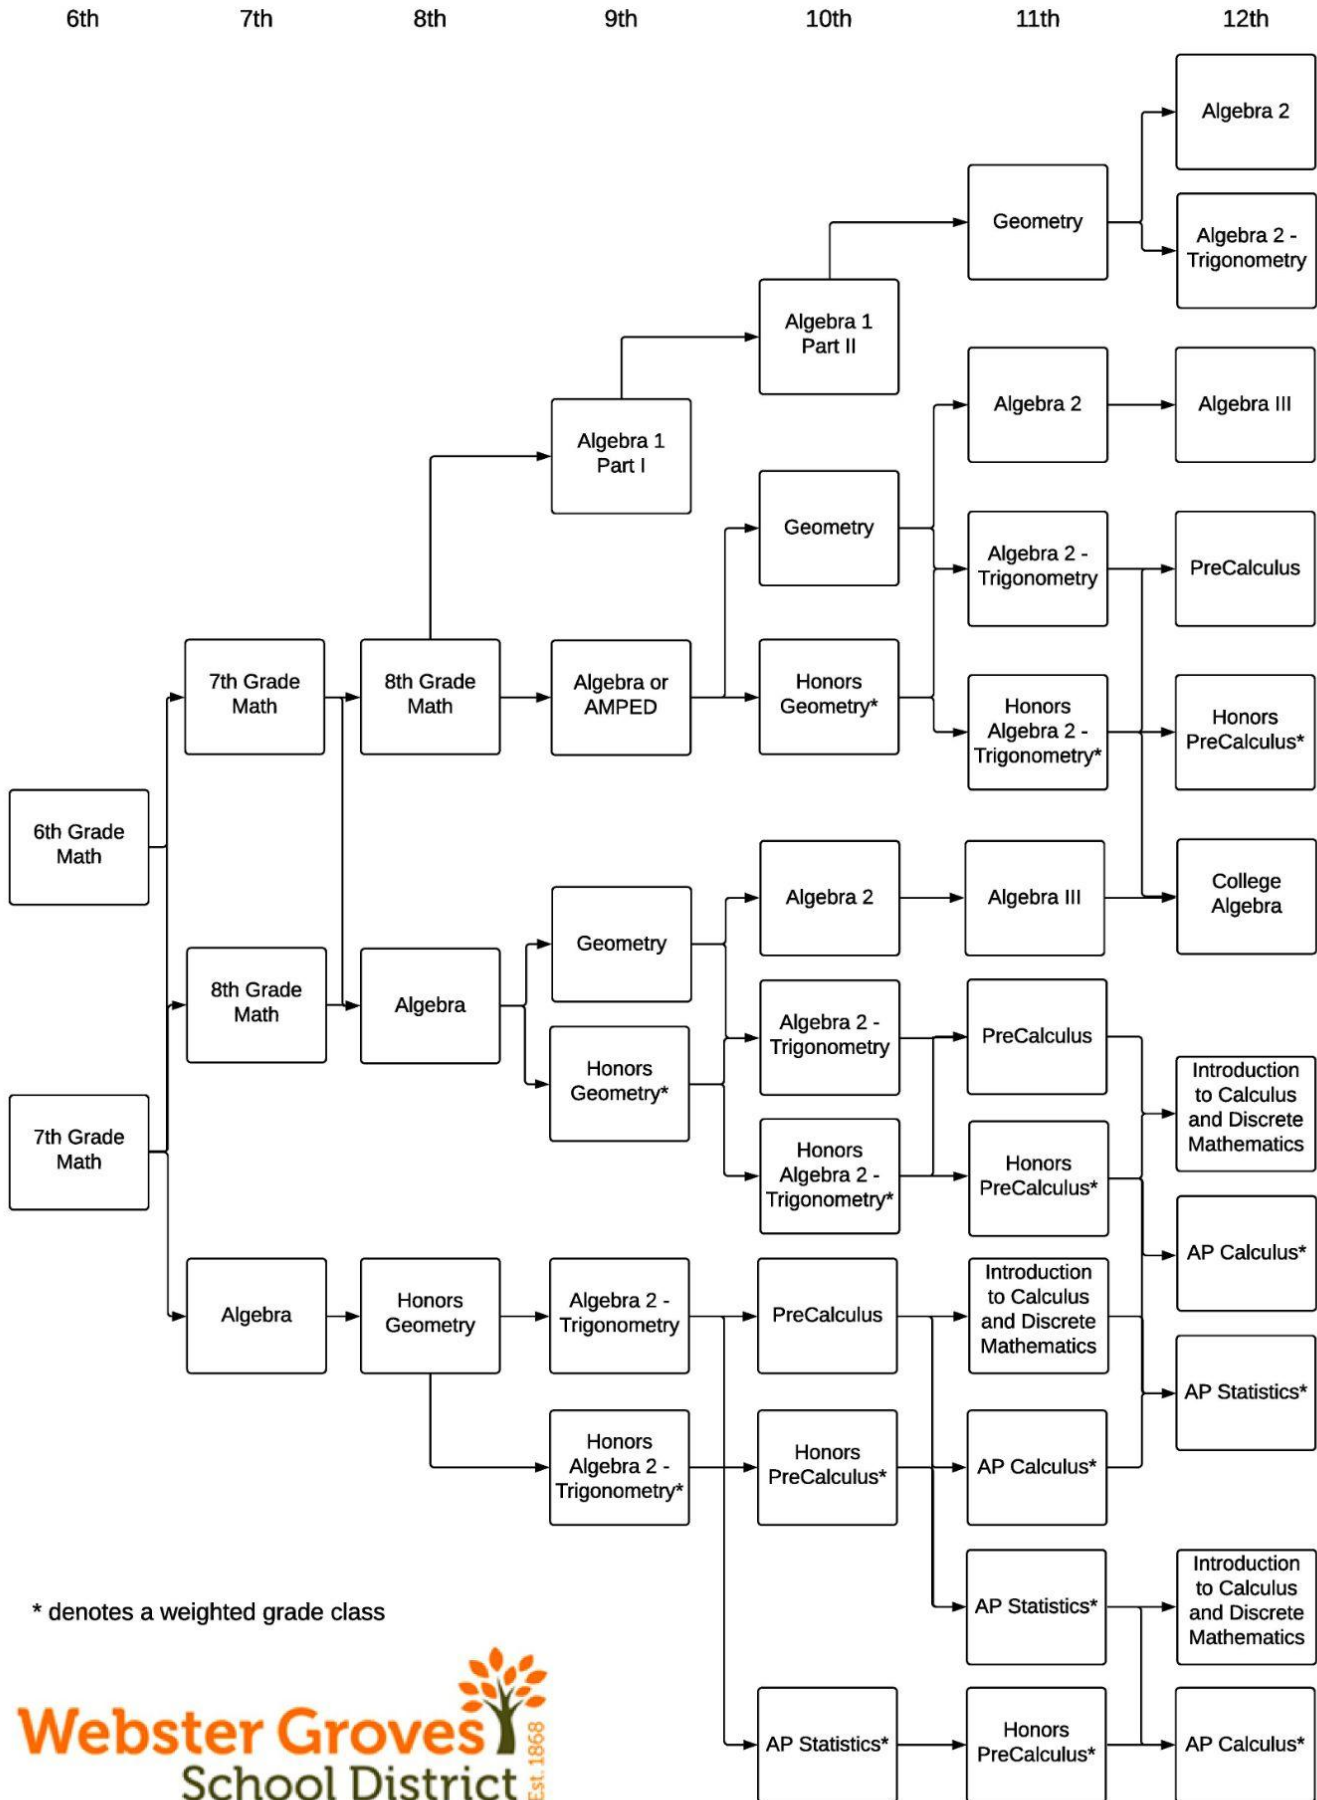 6th 7th 8th 9th 10th 11th 12th
Algebra 2
Geometry
Algebra 2 -
Trigonometry
Algebra 1
Part II
Algebra 2
Algebra III
Algebra 1
Part I
Geometry
Algebra 2 -
Trigonometry
PreCalculus
7th Grade
Math
8th Grade
Math
Algebra or
AMPED
Honors
Geometry*
Honors
Algebra 2 -
Trigonometry*
Honors
PreCalculus*
6th Grade
Math
Algebra 2
Algebra III
College
Algebra
Geometry
8th Grade
Math
Algebra
Algebra 2 -
Trigonometry
PreCalculus
Honors
Geometry*
Introduction
to Calculus
and Discrete
Mathematics
7th Grade
Math
Honors
Algebra 2 -
Trigonometry*
Honors
PreCalculus*
AP Calculus*
Algebra
Honors
Geometry
Algebra 2 -
Trigonometry
PreCalculus
Introduction
to Calculus
and Discrete
Mathematics
AP Statistics*
Honors
Algebra 2 -
Trigonometry*
Honors
PreCalculus*
AP Calculus*
AP Statistics*
Introduction
to Calculus
and Discrete
Mathematics
* denotes a weighted grade class
AP Statistics*
Honors
PreCalculus*
AP Calculus*
Webster Groves
School District
Est. 1868